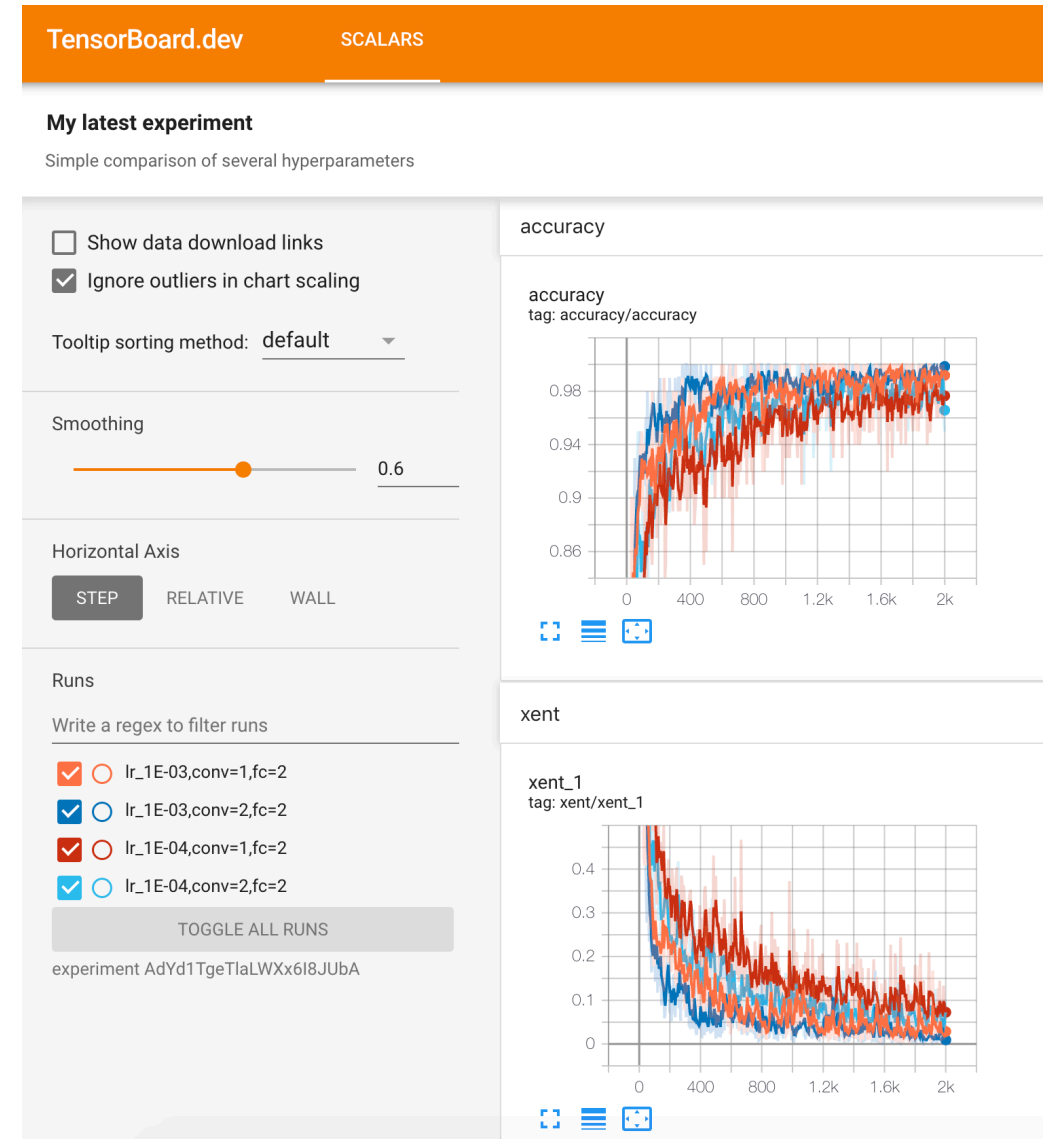 TensorBoard.dev SCALARS
My latest experiment
Simple comparison of several hyperparameters
Show data download links
Ignore outliers in chart scaling
Tooltip sorting method: default
Smoothing
0.6
Horizontal Axis
STEP RELATIVE WALL
Runs
Write a regex to filter runs
lr_1E-03,conv=1,fc=2
lr_1E-03,conv=2,fc=2
lr_1E-04,conv=1,fc=2
lr_1E-04,conv=2,fc=2
TOGGLE ALL RUNS
experiment AdYd1TgeTlaLWXx6I8JUbA
accuracy
accuracy
tag: accuracy/accuracy
0.98
0.94
0.9
0.86
0 400 800 1.2k 1.6k 2k
xent
xent_1
tag: xent/xent_1
0.4
0.3
0.2
0.1
0
0 400 800 1.2k 1.6k 2k